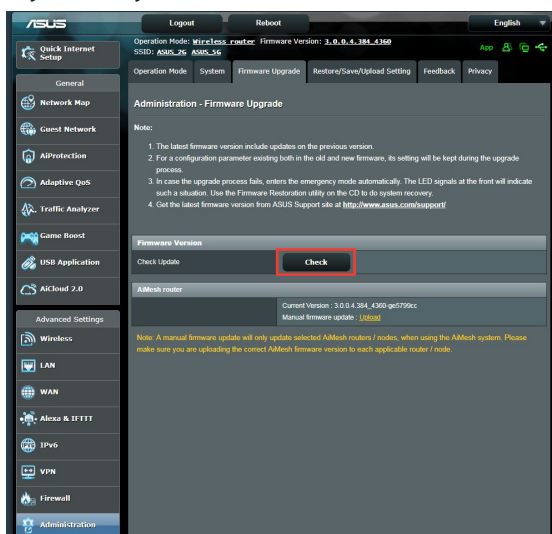 ASUS
Logout
Reboot
English
Operation Mode: Wireless router Firmware Version: 3.0.0.4.384_4360
SSID: ASUS_2G ASUS_5G
App
Quick Internet
Setup
General
Network Map
Guest Network
AiProtection
Adaptive QoS
Traffic Analyzer
Game Boost
USB Application
AiCloud 2.0
Advanced Settings
Wireless
LAN
WAN
Alexa & IFTTT
IPv6
VPN
Firewall
Administration
Operation Mode System Firmware Upgrade Restore/Save/Upload Setting Feedback Privacy
Administration - Firmware Upgrade
Note:
1. The latest firmware version include updates on the previous version.
2. For a configuration parameter existing both in the old and new firmware, its setting will be kept during the upgrade
process.
3. In case the upgrade process fails, enters the emergency mode automatically. The LED signals at the front will indicate
such a situation. Use the Firmware Restoration utility on the CD to do system recovery.
4. Get the latest firmware version from ASUS Support site at http://www.asus.com/support/
Firmware Version
Check Update
Check
AiMesh router
Current Version : 3.0.0.4.384_4360-ge5799cc
Manual firmware update : Upload
Note: A manual firmware update will only update selected AiMesh routers / nodes, when using the AiMesh system. Please
make sure you are uploading the correct AiMesh firmware version to each applicable router / node.